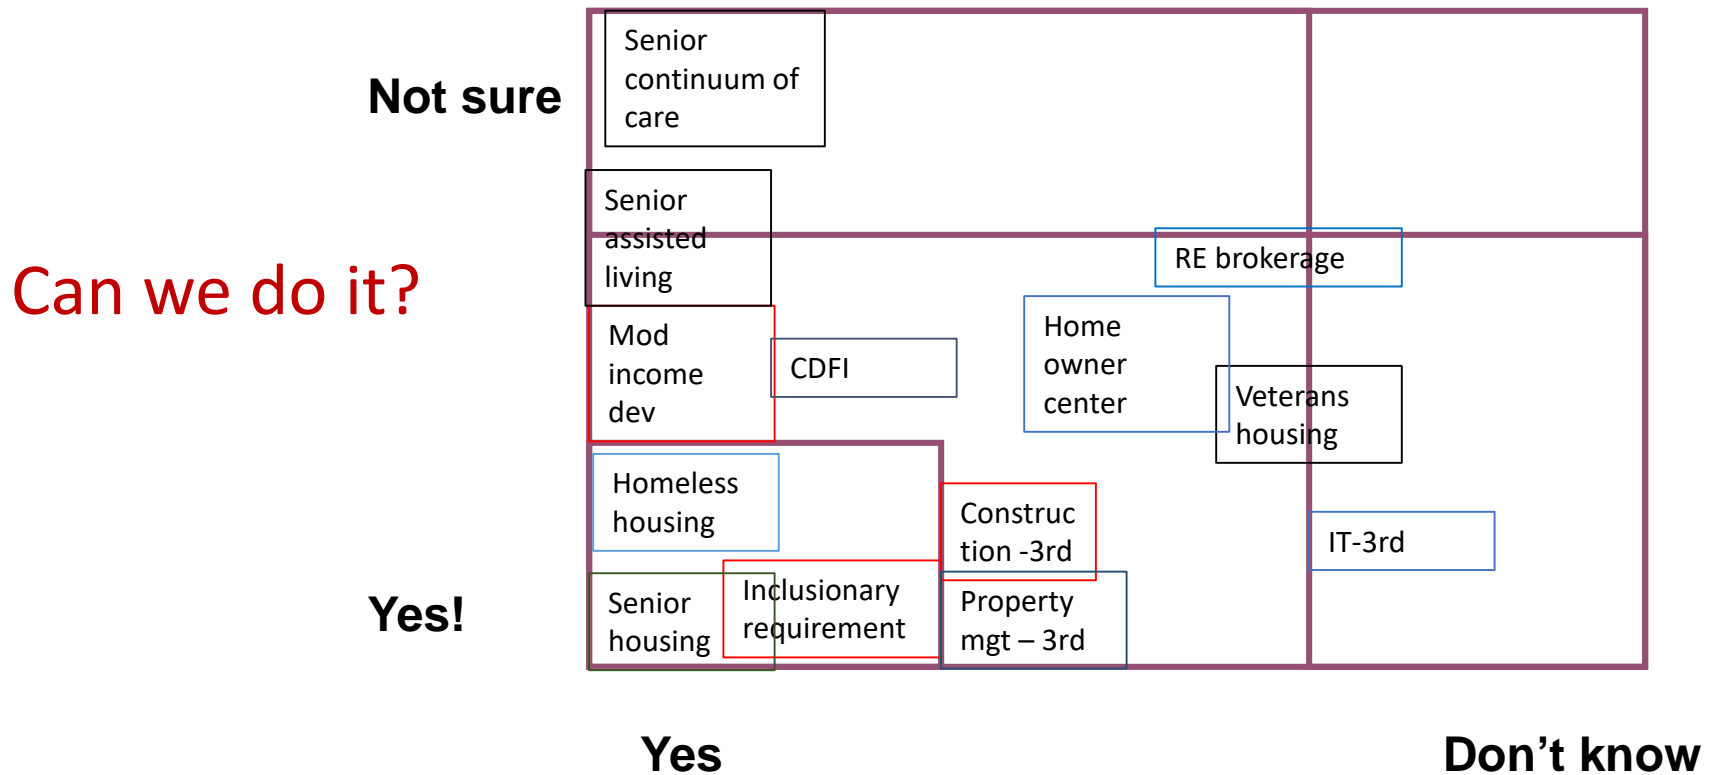 Senior
continuum of
care
Not sure
Senior
assisted
living
RE brokerage
Can we do it?
Mod
income
dev
CDFI
Home
owner
center
Veterans
housing
Homeless
housing
Construc
tion -3rd
IT-3rd
Yes!
Senior
housing
Inclusionary
requirement
Property
mgt – 3rd
Yes
Don’t know